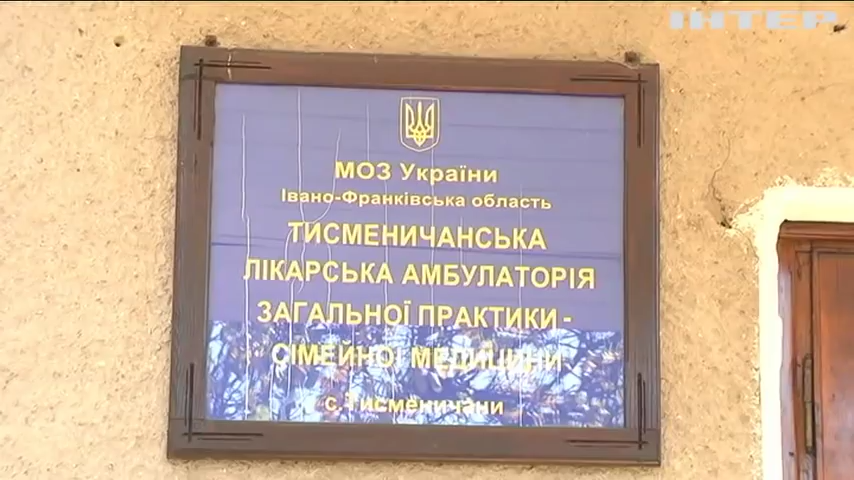 ІНТЕР
МОЗ України
Івано-Франківська область
ТИСМЕНИЧАНСЬКА
ЛІКАРСЬКА АМБУЛАТОРІЯ
ЗАГАЛЬНОЇ ПРАКТИКИ -
СІМЕЙНОЇ МЕДИЦИНИ
с. Тисменичани